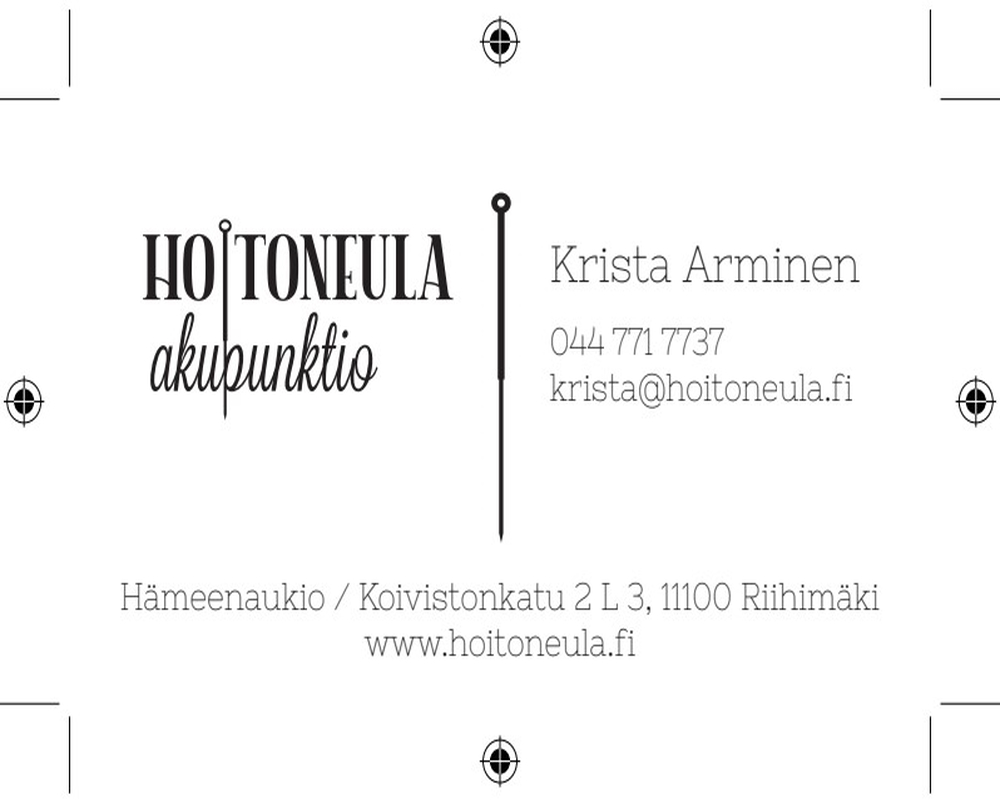 HOITONEULA
akupunktio
Krista Arminen
044 771 7737
krista@hoitoneula.fi
Hämeenaukio / Koivistonkatu 2 L 3, 11100 Riihimäki
www.hoitoneula.fi